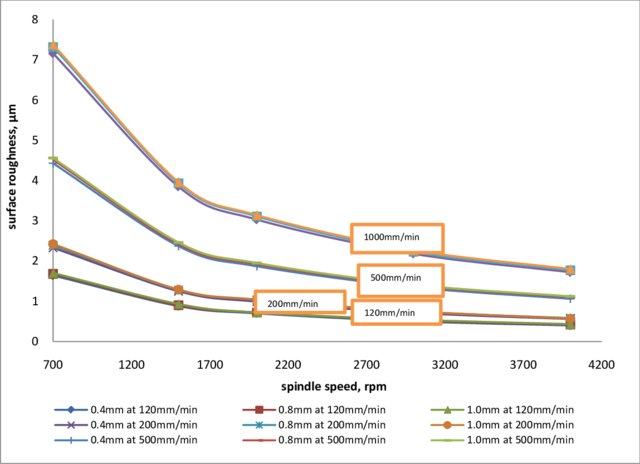 8
7
6
5
4
3
2
1
0
surface roughness, μm
1000mm/min
500mm/min
200mm/min
120mm/min
700 1200 1700 2200 2700 3200 3700 4200
spindle speed, rpm
0.4mm at 120mm/min 0.8mm at 120mm/min 1.0mm at 120mm/min
0.4mm at 200mm/min 0.8mm at 200mm/min 1.0mm at 200mm/min
0.4mm at 500mm/min 0.8mm at 500mm/min 1.0mm at 500mm/min